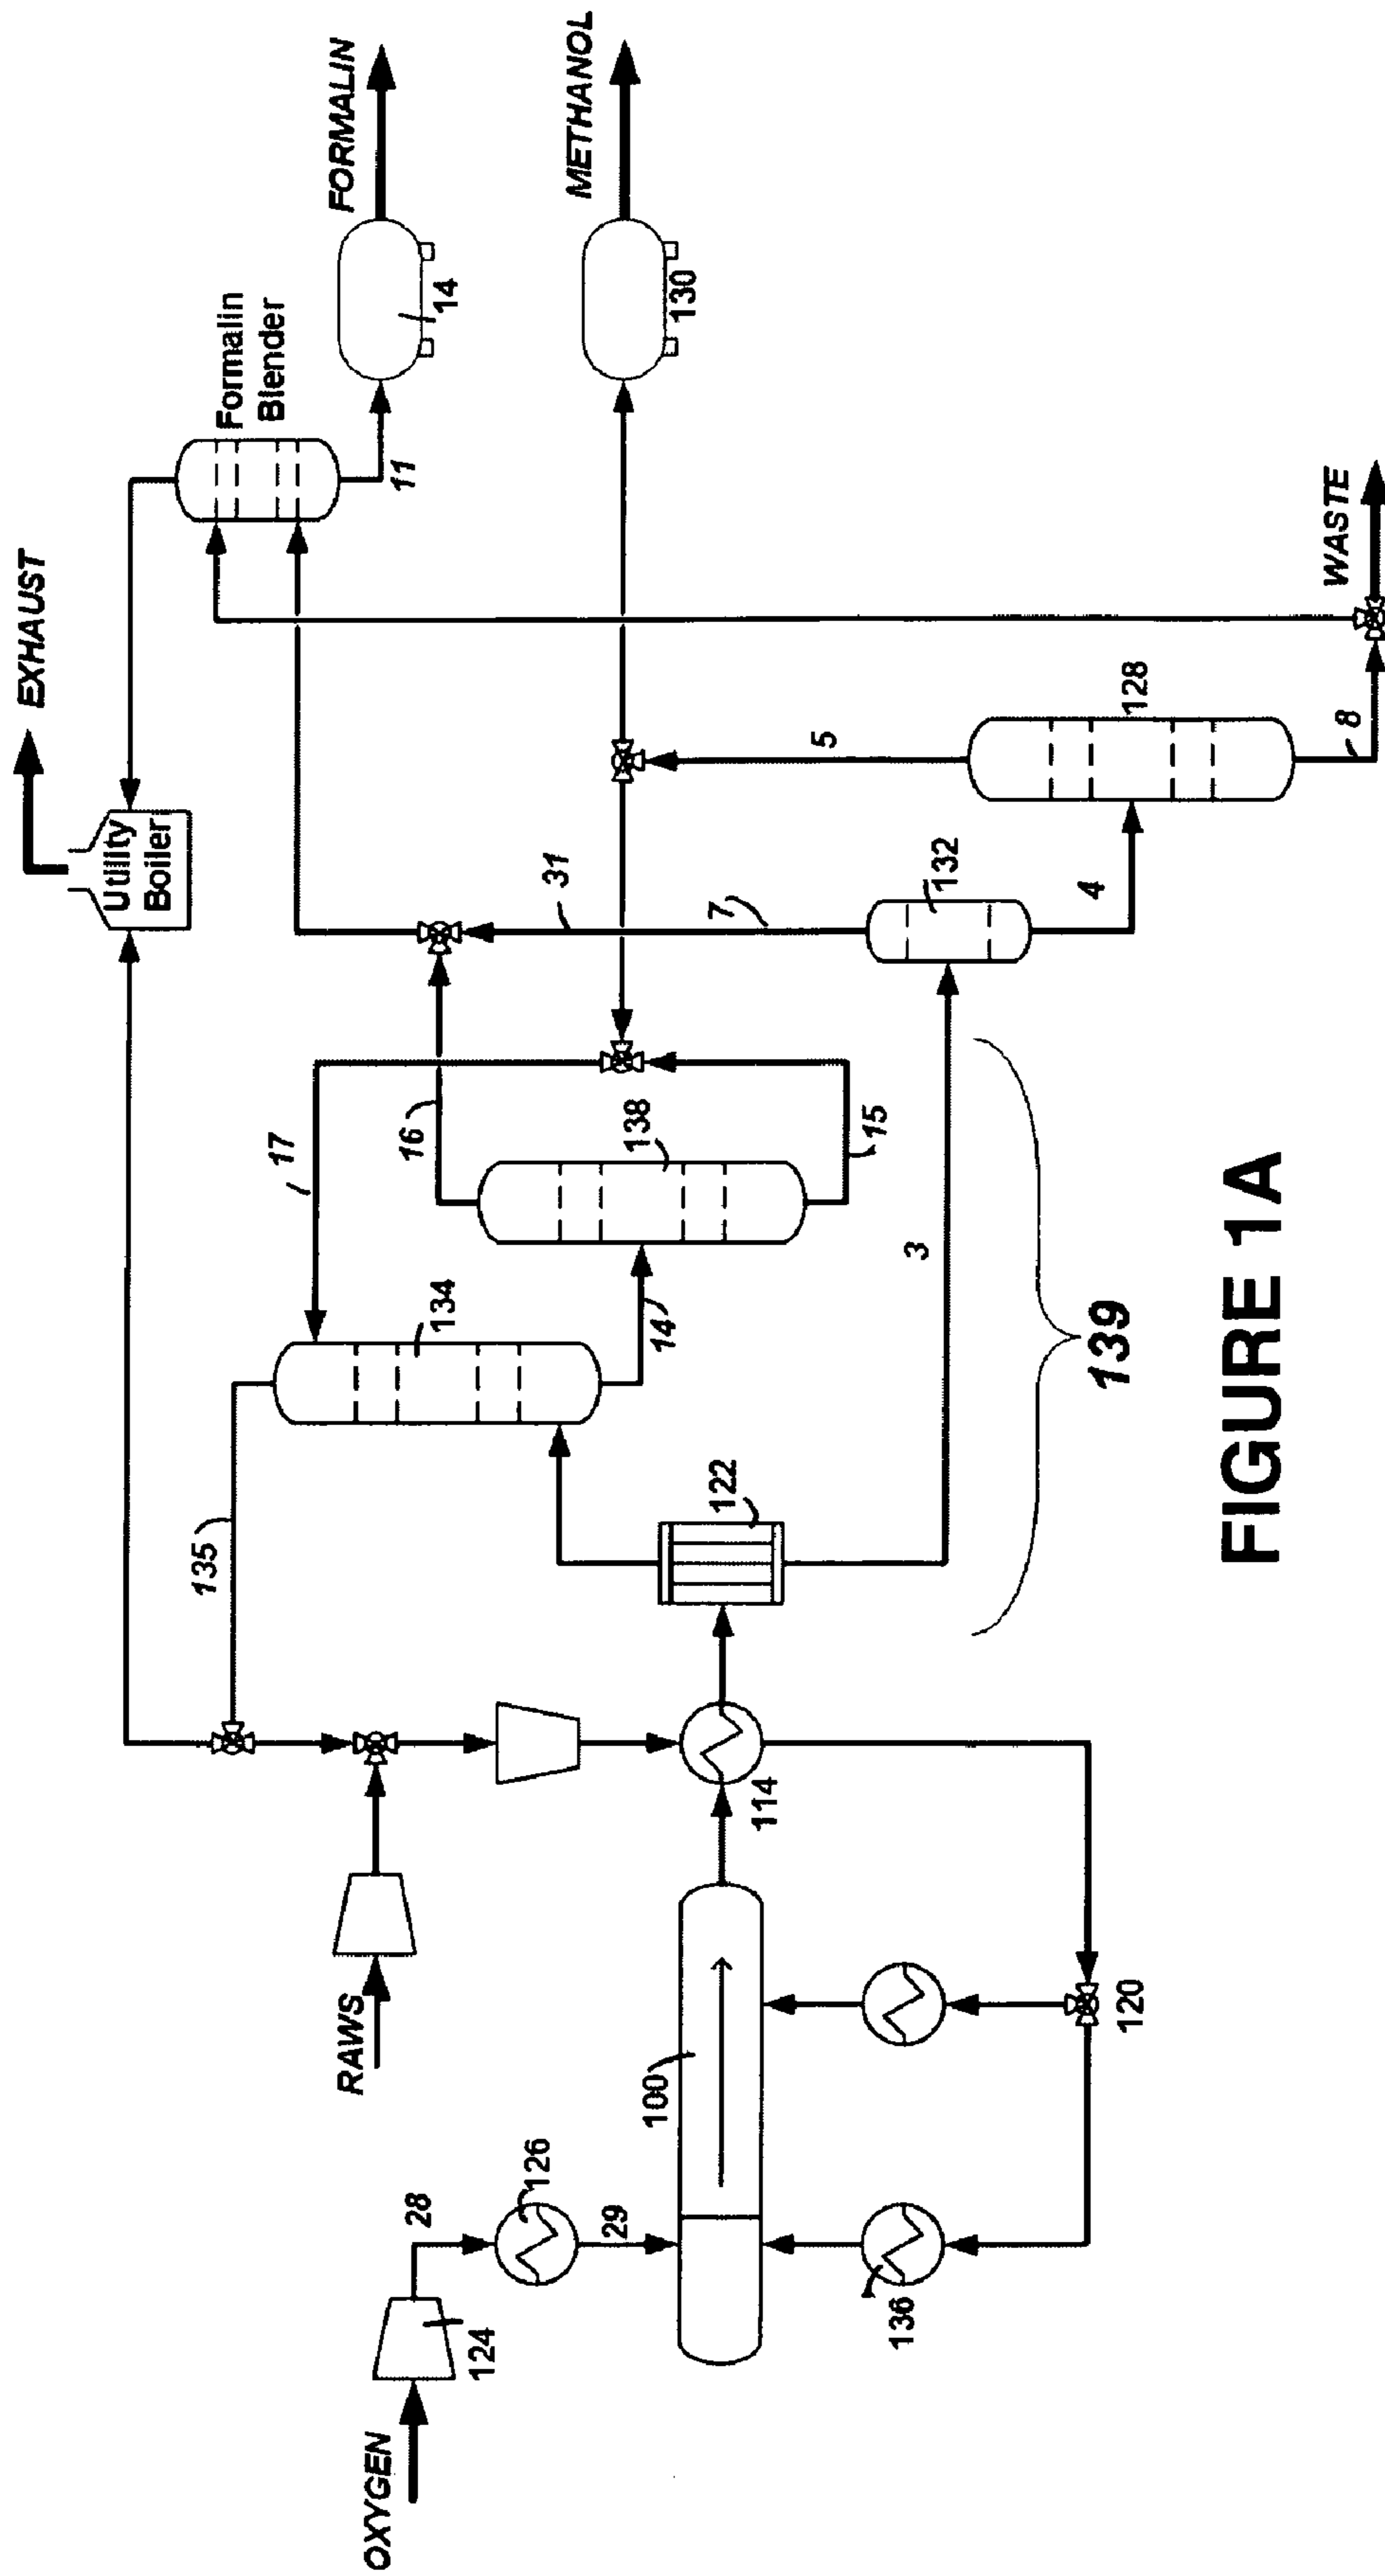 EXHAUST
Utility
Boiler
Formalin
Blender
FORMALIN
11
14
METHANOL
130
135
17
134
16
138
31
7
5
132
128
4
8
WASTE
14
15
3
122
139
RAWS
114
OXYGEN
124
28
126
29
100
136
120
FIGURE 1A